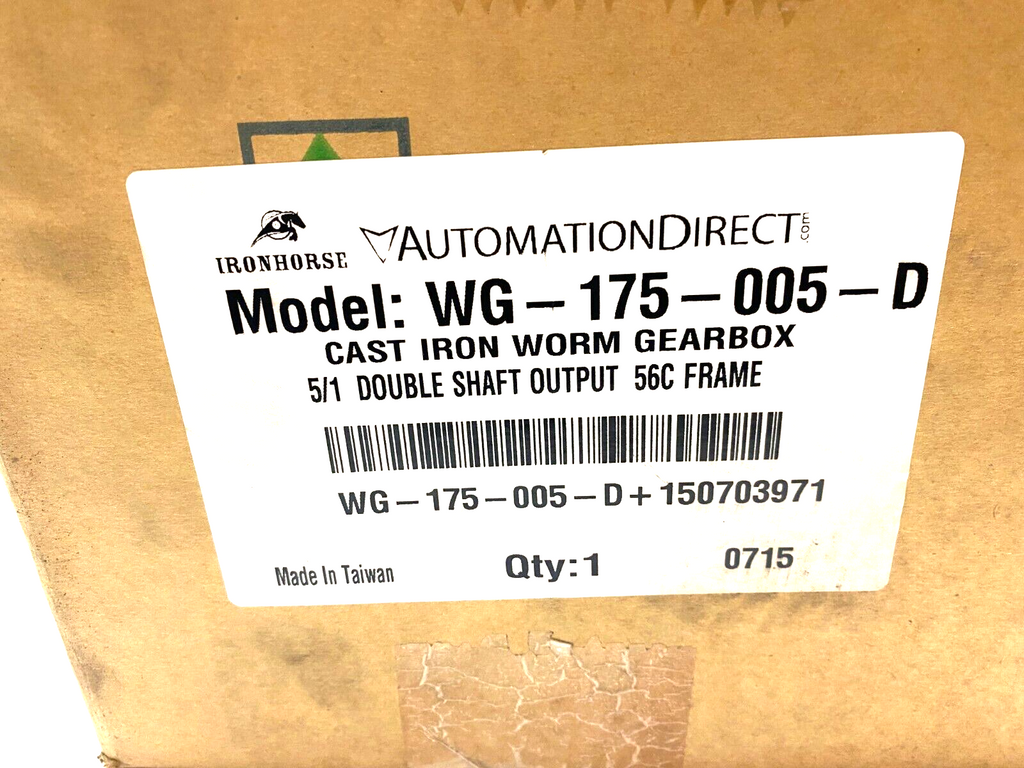 IRONHORSE
AUTOMATIONDIRECT.com
Model: WG-175-005-D
CAST IRON WORM GEARBOX
5/1 DOUBLE SHAFT OUTPUT 56C FRAME
WG-175-005-D+150703971
Made In Taiwan
Qty:1
0715